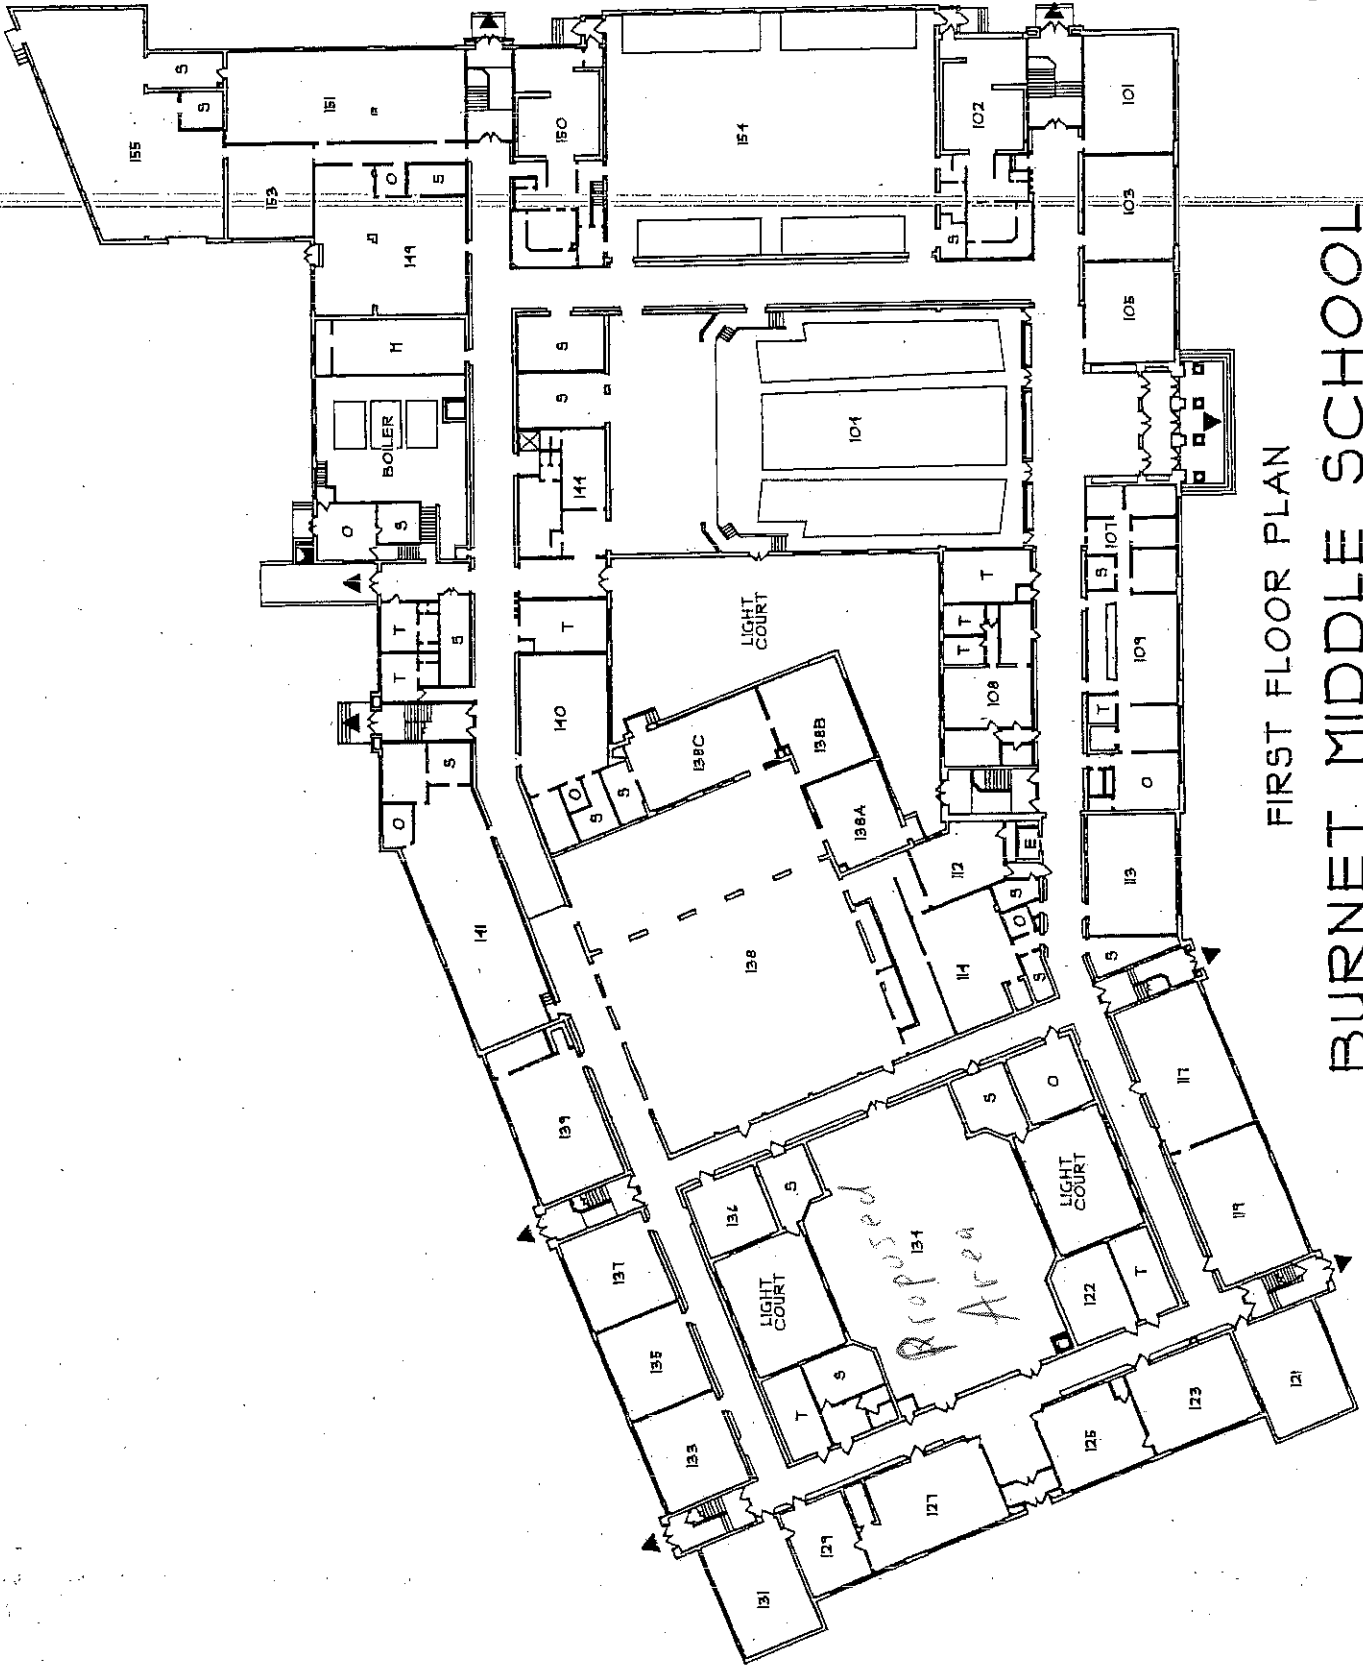 FIRST FLOOR PLAN
BURNET MIDDLE SCHOOL
155
S
S
151
153
O
S
149
150
154
102
S
101
103
105
H
BOILER
O
S
S
S
144
104
107
S
109
T
O
T
T
S
T
140
LIGHT
COURT
T
T
T
108
O
S
141
O
S
S
138C
138B
138A
138
112
E
S
O
S
114
113
S
139
137
135
133
131
129
127
125
123
121
119
117
136
S
LIGHT
COURT
T
S
134
Proposed
Area
S
O
LIGHT
COURT
122
T